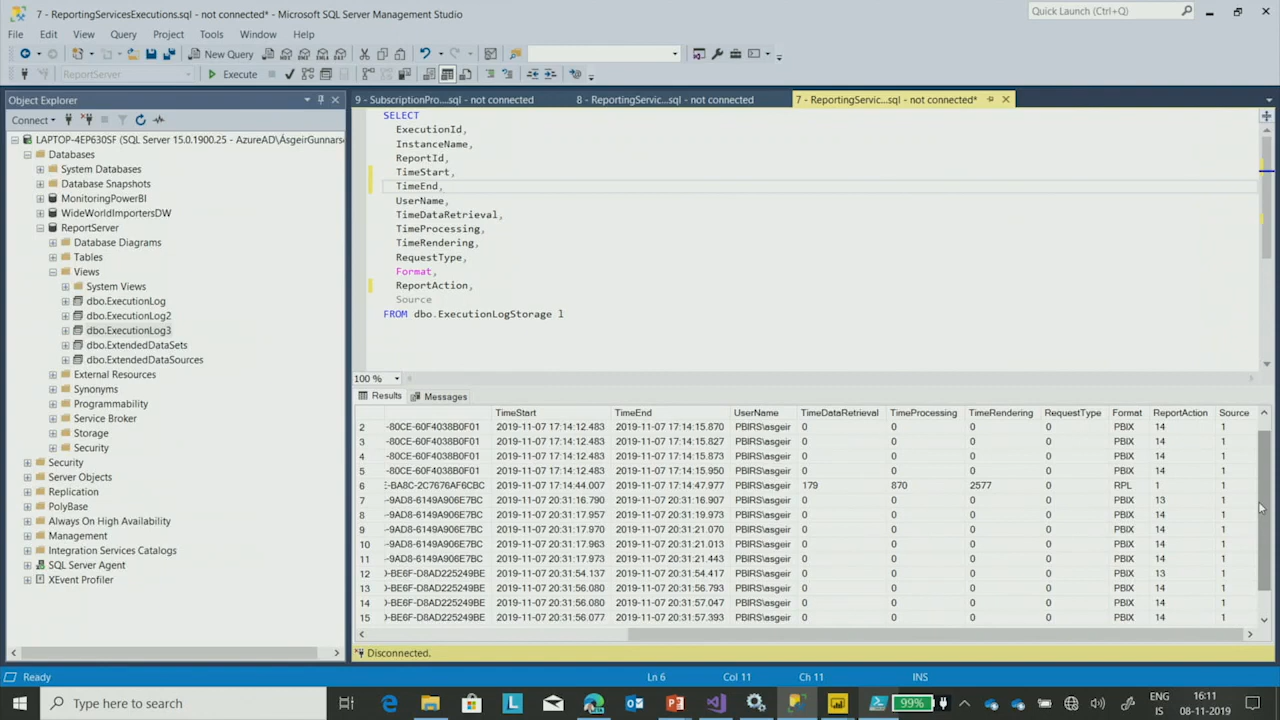 7 - ReportingServicesExecutions.sql - not connected* - Microsoft SQL Server Management Studio
Quick Launch (Ctrl+Q)
File Edit View Query Project Tools Window Help
New Query
ReportServer Execute
Object Explorer
9 - SubscriptionPro....sql - not connected 8 - ReportingServic...sql - not connected 7 - ReportingServic...sql - not connected*
Connect
LAPTOP-4EP630SF (SQL Server 15.0.1900.25 - AzureAD\ÁsgeirGunnars
Databases
System Databases
Database Snapshots
MonitoringPowerBI
WideWorldImportersDW
ReportServer
Database Diagrams
Tables
Views
System Views
dbo.ExecutionLog
dbo.ExecutionLog2
dbo.ExecutionLog3
dbo.ExtendedDataSets
dbo.ExtendedDataSources
External Resources
Synonyms
Programmability
Service Broker
Storage
Security
Security
Server Objects
Replication
PolyBase
Always On High Availability
Management
Integration Services Catalogs
SQL Server Agent
XEvent Profiler
SELECT
ExecutionId,
InstanceName,
ReportId,
TimeStart,
TimeEnd,
UserName,
TimeDataRetrieval,
TimeProcessing,
TimeRendering,
RequestType,
Format,
ReportAction,
Source
FROM dbo.ExecutionLogStorage l
100 %
Results Messages
TimeStart TimeEnd UserName TimeDataRetrieval TimeProcessing TimeRendering RequestType Format ReportAction Source
2 -80CE-60F4038B0F01 2019-11-07 17:14:12.483 2019-11-07 17:14:15.870 PBIRS\asgeir 0 0 0 0 PBIX 14 1
3 -80CE-60F4038B0F01 2019-11-07 17:14:12.483 2019-11-07 17:14:15.827 PBIRS\asgeir 0 0 0 0 PBIX 14 1
4 -80CE-60F4038B0F01 2019-11-07 17:14:12.483 2019-11-07 17:14:15.873 PBIRS\asgeir 0 0 0 0 PBIX 14 1
5 -80CE-60F4038B0F01 2019-11-07 17:14:12.483 2019-11-07 17:14:15.950 PBIRS\asgeir 0 0 0 0 PBIX 14 1
6 E-BA8C-2C7676AF6CBC 2019-11-07 17:14:44.007 2019-11-07 17:14:47.977 PBIRS\asgeir 179 870 2577 0 RPL 1 1
7 -9AD8-6149A906E7BC 2019-11-07 20:31:16.790 2019-11-07 20:31:16.907 PBIRS\asgeir 0 0 0 0 PBIX 13 1
8 -9AD8-6149A906E7BC 2019-11-07 20:31:17.957 2019-11-07 20:31:19.973 PBIRS\asgeir 0 0 0 0 PBIX 14 1
9 -9AD8-6149A906E7BC 2019-11-07 20:31:17.970 2019-11-07 20:31:21.070 PBIRS\asgeir 0 0 0 0 PBIX 14 1
10 -9AD8-6149A906E7BC 2019-11-07 20:31:17.963 2019-11-07 20:31:21.013 PBIRS\asgeir 0 0 0 0 PBIX 14 1
11 -9AD8-6149A906E7BC 2019-11-07 20:31:17.973 2019-11-07 20:31:21.443 PBIRS\asgeir 0 0 0 0 PBIX 14 1
12 -BE6F-D8AD225249BE 2019-11-07 20:31:54.137 2019-11-07 20:31:54.417 PBIRS\asgeir 0 0 0 0 PBIX 13 1
13 -BE6F-D8AD225249BE 2019-11-07 20:31:56.080 2019-11-07 20:31:56.793 PBIRS\asgeir 0 0 0 0 PBIX 14 1
14 -BE6F-D8AD225249BE 2019-11-07 20:31:56.080 2019-11-07 20:31:57.047 PBIRS\asgeir 0 0 0 0 PBIX 14 1
15 -BE6F-D8AD225249BE 2019-11-07 20:31:56.077 2019-11-07 20:31:57.393 PBIRS\asgeir 0 0 0 0 PBIX 14 1
Disconnected.
Ready Ln 6 Col 11 Ch 11 INS
Type here to search
99%
ENG 16:11
IS 08-11-2019